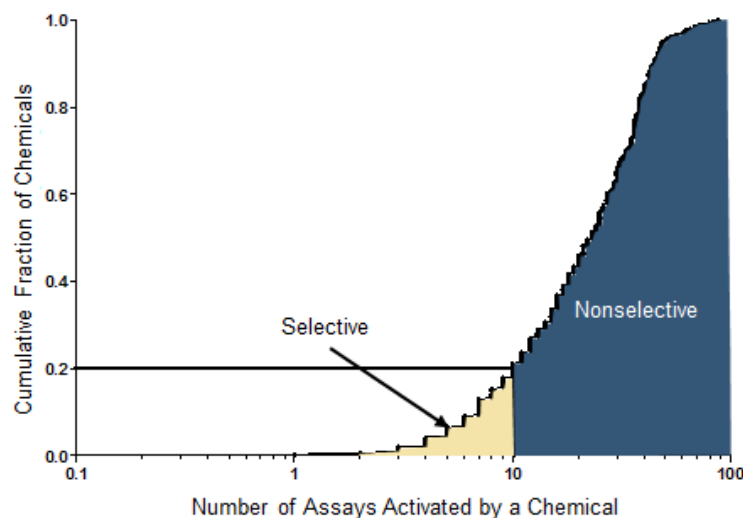 Cumulative Fraction of Chemicals
1.0
0.8
0.6
0.4
0.2
0.0
Selective
Nonselective
0.1
1
10
100
Number of Assays Activated by a Chemical